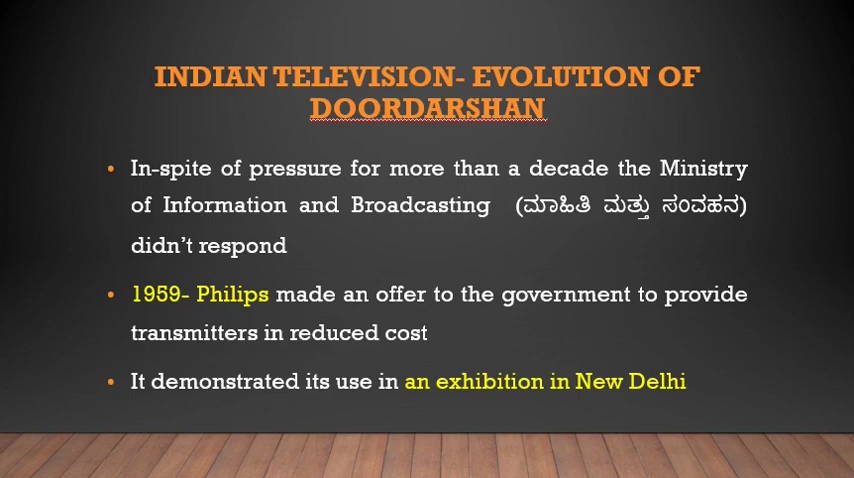 INDIAN TELEVISION- EVOLUTION OF
DOORDARSHAN
• In-spite of pressure for more than a decade the Ministry
of Information and Broadcasting (ಮಾಹಿತಿ ಮತ್ತು ಸಂವಹನ)
didn't respond
• 1959- Philips made an offer to the government to provide
transmitters in reduced cost
• It demonstrated its use in an exhibition in New Delhi